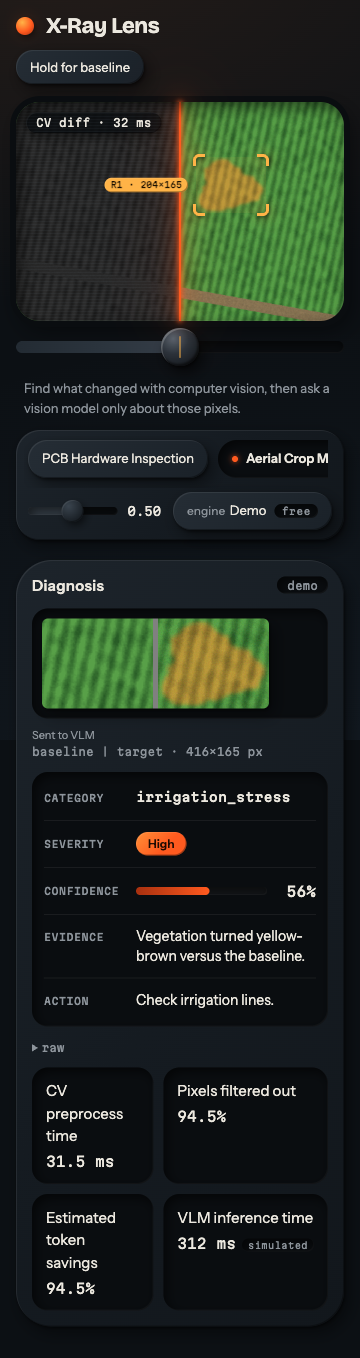 X-Ray Lens
Hold for baseline
CV diff · 32 ms
R1 · 204×165
Find what changed with computer vision, then ask a
vision model only about those pixels.
PCB Hardware Inspection
Aerial Crop M
0.50
engine Demo free
Diagnosis
demo
Sent to VLM
baseline | target · 416×165 px
CATEGORY irrigation_stress
SEVERITY High
CONFIDENCE 56%
EVIDENCE Vegetation turned yellow-
brown versus the baseline.
ACTION Check irrigation lines.
raw
CV
preprocess
time
31.5 ms
Pixels filtered out
94.5%
Estimated
token
savings
94.5%
VLM inference time
312 ms simulated